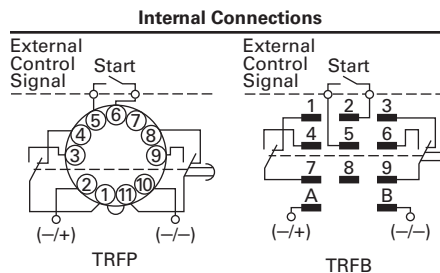 Internal Connections
External
Control
Signal
Start
External
Control
Signal
Start
5 6 7
4 8
3 9
2 10
1 11
(–/+) (–/–)
TRFP
1 2 3
4 5 6
7 8 9
A B
(–/+) (–/–)
TRFB